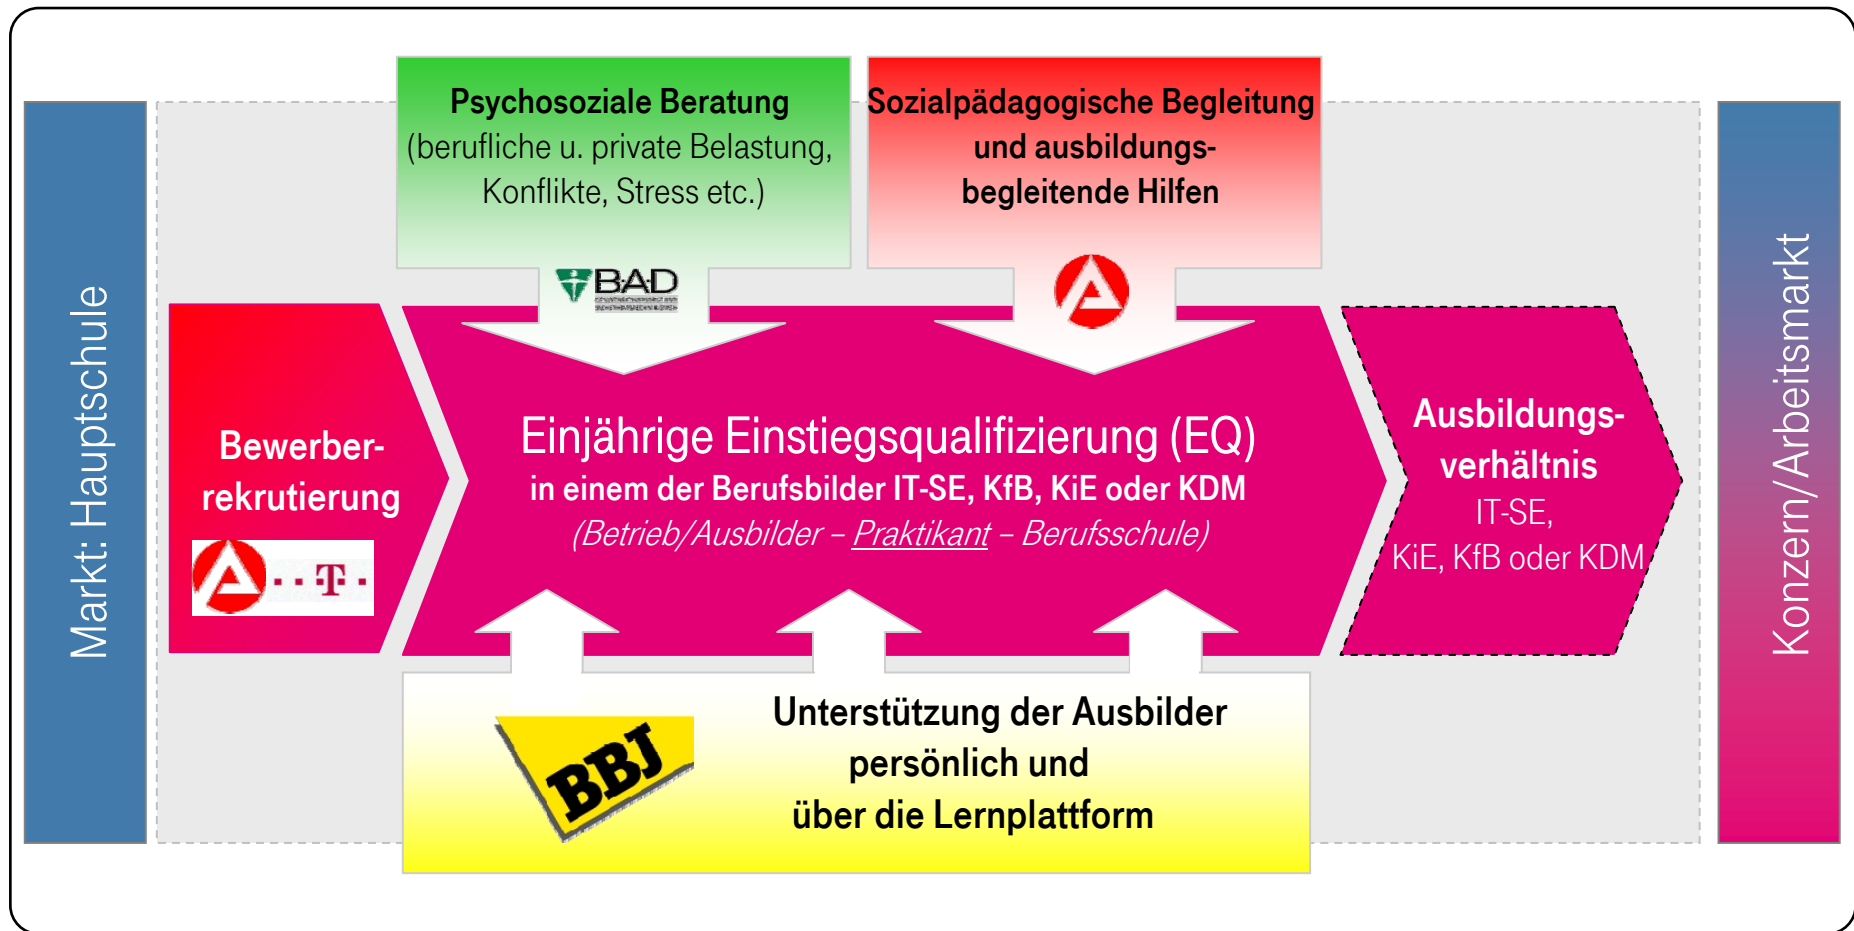 Markt: Hauptschule
Psychosoziale Beratung
(berufliche u. private Belastung,
Konflikte, Stress etc.)
B·A·D
Sozialpädagogische Begleitung
und ausbildungs-
begleitende Hilfen
Bewerber-
rekrutierung
· · T ·
Einjährige Einstiegsqualifizierung (EQ)
in einem der Berufsbilder IT-SE, KfB, KiE oder KDM
(Betrieb/Ausbilder – Praktikant – Berufsschule)
Ausbildungs-
verhältnis
IT-SE,
KiE, KfB oder KDM
BBJ
Unterstützung der Ausbilder
persönlich und
über die Lernplattform
Konzern/Arbeitsmarkt